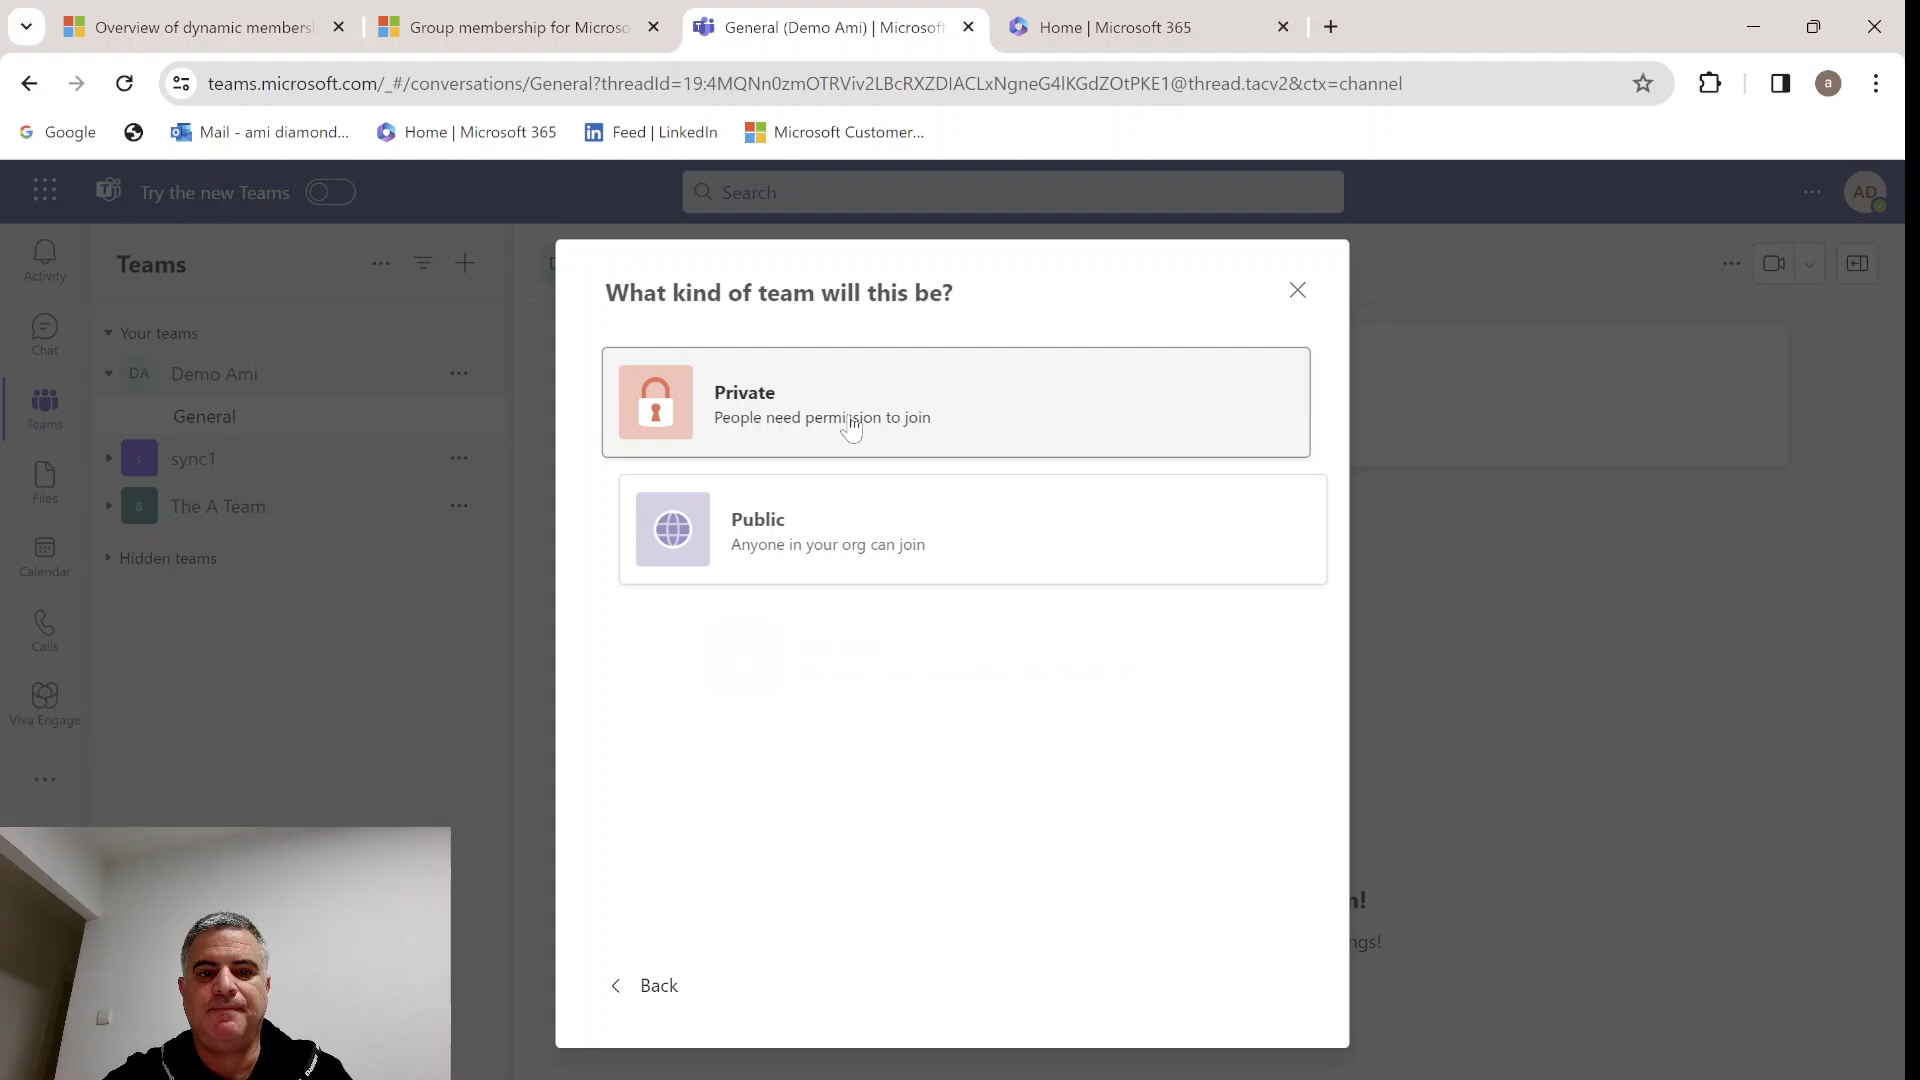 Overview of dynamic membersh
Group membership for Microso
General (Demo Ami) | Microsoft
Home | Microsoft 365
teams.microsoft.com/_#/conversations/General?threadId=19:4MQNn0zmOTRViv2LBcRXZDIACLxNgneG4lKGdZOtPKE1@thread.tacv2&ctx=channel
a
Google
Mail - ami diamond...
Home | Microsoft 365
Feed | LinkedIn
Microsoft Customer...
Try the new Teams
Search
AD
Activity
Chat
Teams
Files
Calendar
Calls
Viva Engage
Teams
Your teams
DA Demo Ami
General
s sync1
8 The A Team
Hidden teams
What kind of team will this be?
Private
People need permission to join
Public
Anyone in your org can join
Back
n!
ngs!